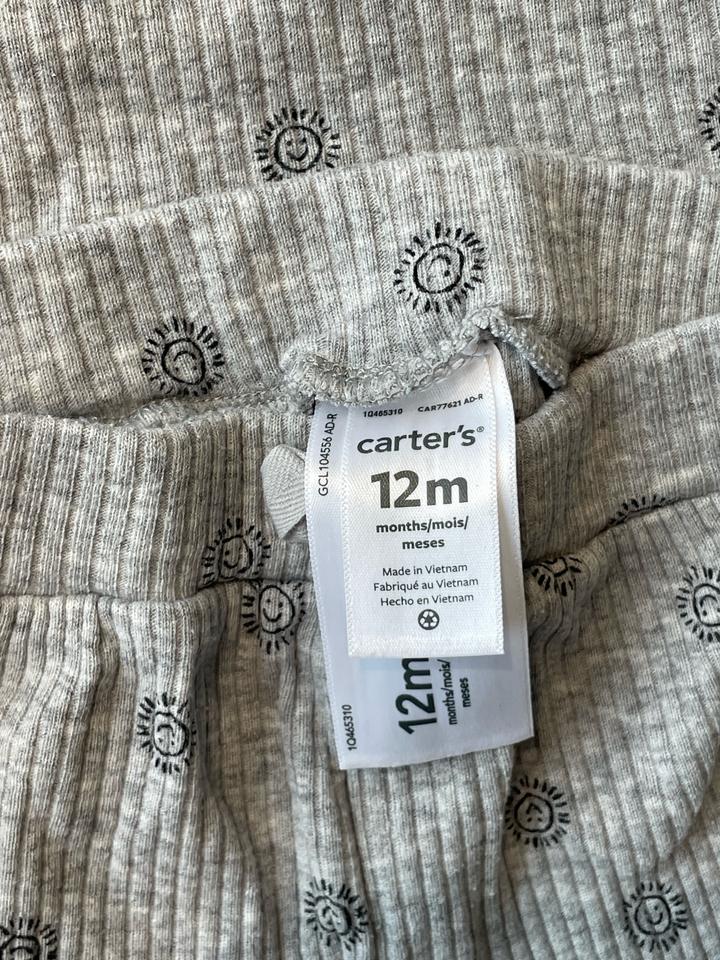 1Q465310 CAR77621 AD-R
carter's®
12m
months/mois/
meses
Made in Vietnam
Fabriqué au Vietnam
Hecho en Vietnam
GCL104556 AD-R
1Q465310
12m
months/mois/
meses